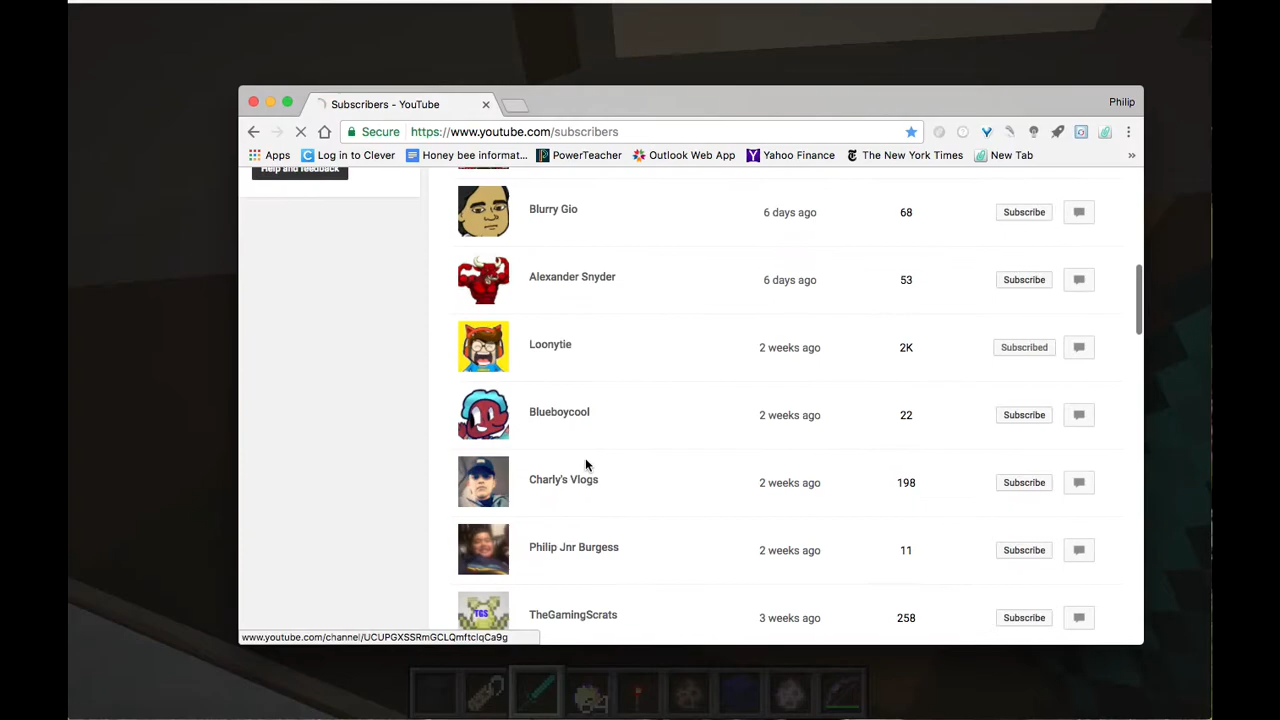 Subscribers - YouTube
Philip
Secure https://www.youtube.com/subscribers
Apps Log in to Clever Honey bee informat... PowerTeacher Outlook Web App Yahoo Finance The New York Times New Tab »
Help and feedback
Blurry Gio 6 days ago 68 Subscribe
Alexander Snyder 6 days ago 53 Subscribe
Loonytie 2 weeks ago 2K Subscribed
Blueboycool 2 weeks ago 22 Subscribe
Charly's Vlogs 2 weeks ago 198 Subscribe
Philip Jnr Burgess 2 weeks ago 11 Subscribe
TGS
TheGamingScrats 3 weeks ago 258 Subscribe
www.youtube.com/channel/UCUPGXSSRmGCLQmftclqCa9g